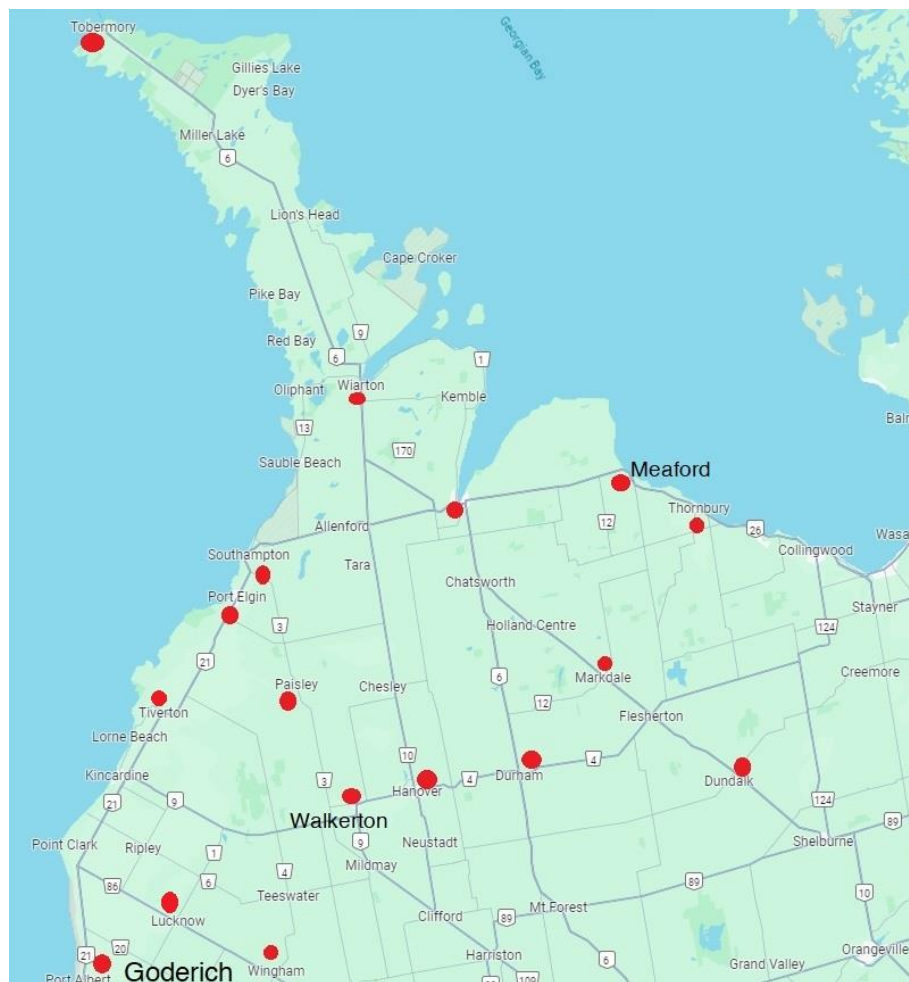 Tobermory
Georgian Bay
Gillies Lake
Dyer's Bay
Miller Lake
6
Lion's Head
Cape Croker
Pike Bay
9
Red Bay
6
1
Wiarton
Oliphant
Kemble
13
170
Sauble Beach
Meaford
Thornbury
Allenford
12
26
Wasa
Southampton
Collingwood
Tara
Chatsworth
Port Elgin
Stayner
3
Holland Centre
124
21
6
Markdale
Creemore
Paisley
Chesley
12
Tiverton
Flesherton
Lorne Beach
10
4
Kincardine
3
Hanover
4
Durham
Dundalk
21
9
124
Walkerton
89
Point Clark
Ripley
9
Neustadt
Shelburne
1
Mildmay
86
6
4
Teeswater
89
10
Lucknow
Clifford
89
Mt Forest
21
20
Harriston
Orangeville
Port Albert
Goderich
Wingham
6
Grand Valley
109